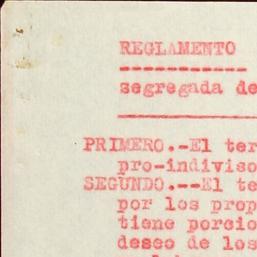 REGLAMENTO
segregada de
PRIMERO.-El ter
pro-indiviso
SEGUNDO.--El te
por los prop
tiene porcio
deseo de los